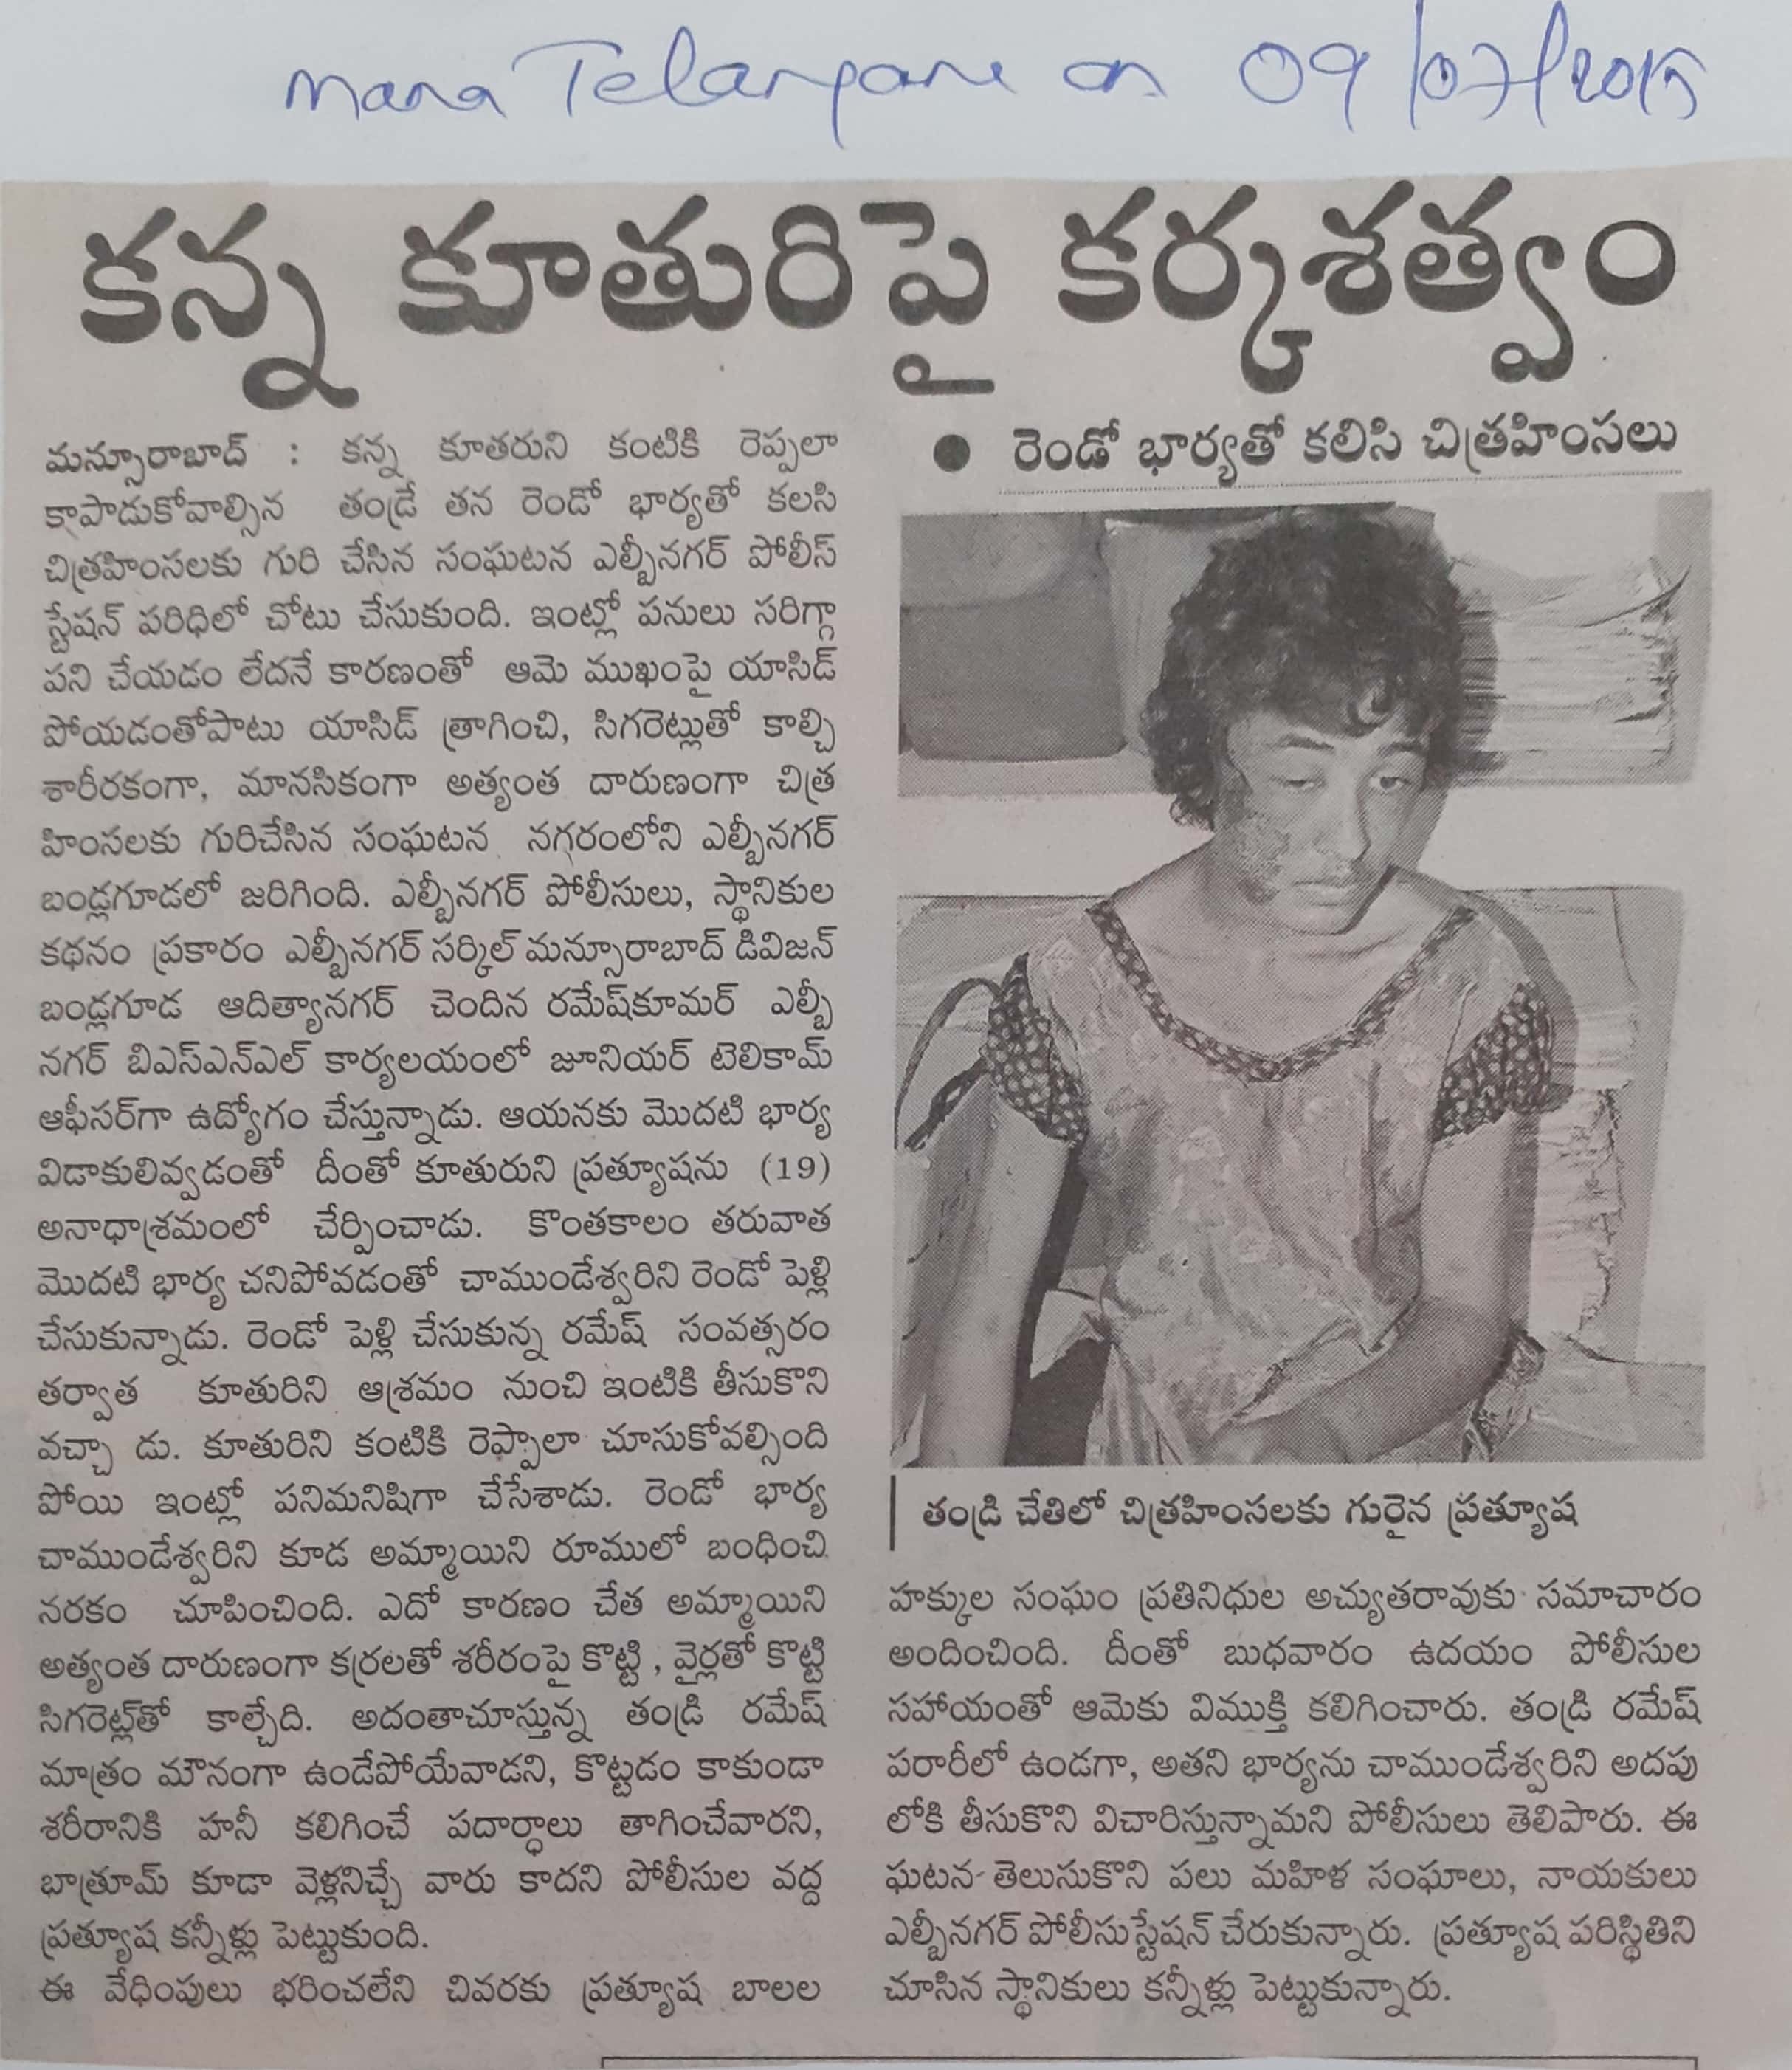 Mana Telangana on 09/07/2015
కన్న కూతురిపై కర్కశత్వం
మన్సూరాబాద్ : కన్న కూతరుని కంటికి రెప్పలా
కాపాడుకోవాల్సిన తండ్రే తన రెండో భార్యతో కలసి
చిత్రహింసలకు గురి చేసిన సంఘటన ఎల్బీనగర్ పోలీస్
స్టేషన్ పరిధిలో చోటు చేసుకుంది. ఇంట్లో పనులు సరిగ్గా
పని చేయడం లేదనే కారణంతో ఆమె ముఖంపై యాసిడ్
పోయడంతోపాటు యాసిడ్ త్రాగించి, సిగరెట్లుతో కాల్చి
శారీరకంగా, మానసికంగా అత్యంత దారుణంగా చిత్ర
హింసలకు గురిచేసిన సంఘటన నగరంలోని ఎల్బీనగర్
బండ్లగూడలో జరిగింది. ఎల్బీనగర్ పోలీసులు, స్థానికుల
కథనం ప్రకారం ఎల్బీనగర్ సర్కిల్ మన్సూరాబాద్ డివిజన్
బండ్లగూడ ఆదిత్యానగర్ చెందిన రమేష్‌కూమర్ ఎల్బీ
నగర్ బిఎస్ఎన్ఎల్ కార్యలయంలో జూనియర్ టెలికామ్
ఆఫీసర్‌గా ఉద్యోగం చేస్తున్నాడు. ఆయనకు మొదటి భార్య
విడాకులివ్వడంతో దీంతో కూతురుని ప్రత్యూషను (19)
అనాధాశ్రమంలో చేర్పించాడు. కొంతకాలం తరువాత
మొదటి భార్య చనిపోవడంతో చాముండేశ్వరిని రెండో పెళ్లి
చేసుకున్నాడు. రెండో పెళ్లి చేసుకున్న రమేష్ సంవత్సరం
తర్వాత కూతురిని ఆశ్రమం నుంచి ఇంటికి తీసుకొని
వచ్చా డు. కూతురిని కంటికి రెప్పాలా చూసుకోవల్సింది
పోయి ఇంట్లో పనిమనిషిగా చేసేశాడు. రెండో భార్య
చాముండేశ్వరిని కూడ అమ్మాయిని రూములో బంధించి
నరకం చూపించింది. ఎదో కారణం చేత అమ్మాయిని
అత్యంత దారుణంగా కర్రలతో శరీరంపై కొట్టి , వైర్లతో కొట్టి
సిగరెట్ల్‌తో కాల్చేది. అదంతాచూస్తున్న తండ్రి రమేష్
మాత్రం మౌనంగా ఉండేపోయేవాడని, కొట్టడం కాకుండా
శరీరానికి హనీ కలిగించే పదార్ధాలు తాగించేవారని,
భాత్రూమ్ కూడా వెళ్లనిచ్చే వారు కాదని పోలీసుల వద్ద
ప్రత్యూష కన్నీళ్లు పెట్టుకుంది.
ఈ వేధింపులు భరించలేని చివరకు ప్రత్యూష బాలల
● రెండో భార్యతో కలిసి చిత్రహింసలు
తండ్రి చేతిలో చిత్రహింసలకు గురైన ప్రత్యూష
హక్కుల సంఘం ప్రతినిధుల అచ్యుతరావుకు సమాచారం
అందించింది. దీంతో బుధవారం ఉదయం పోలీసుల
సహాయంతో ఆమెకు విముక్తి కలిగించారు. తండ్రి రమేష్
పరారీలో ఉండగా, అతని భార్యను చాముండేశ్వరిని అదపు
లోకి తీసుకొని విచారిస్తున్నామని పోలీసులు తెలిపారు. ఈ
ఘటన తెలుసుకొని పలు మహిళ సంఘాలు, నాయకులు
ఎల్బీనగర్ పోలీసుస్టేషన్ చేరుకున్నారు. ప్రత్యూష పరిస్థితిని
చూసిన స్థానికులు కన్నీళ్లు పెట్టుకున్నారు.